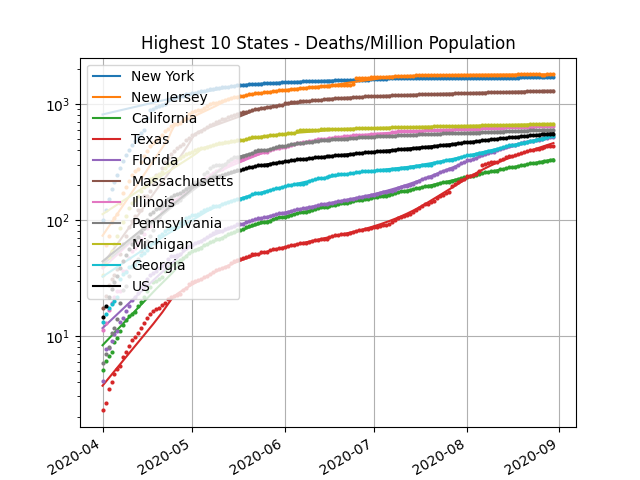 Highest 10 States - Deaths/Million Population
New York
New Jersey
California
Texas
Florida
Massachusetts
Illinois
Pennsylvania
Michigan
Georgia
US
10³
10²
10¹
2020-04
2020-05
2020-06
2020-07
2020-08
2020-09